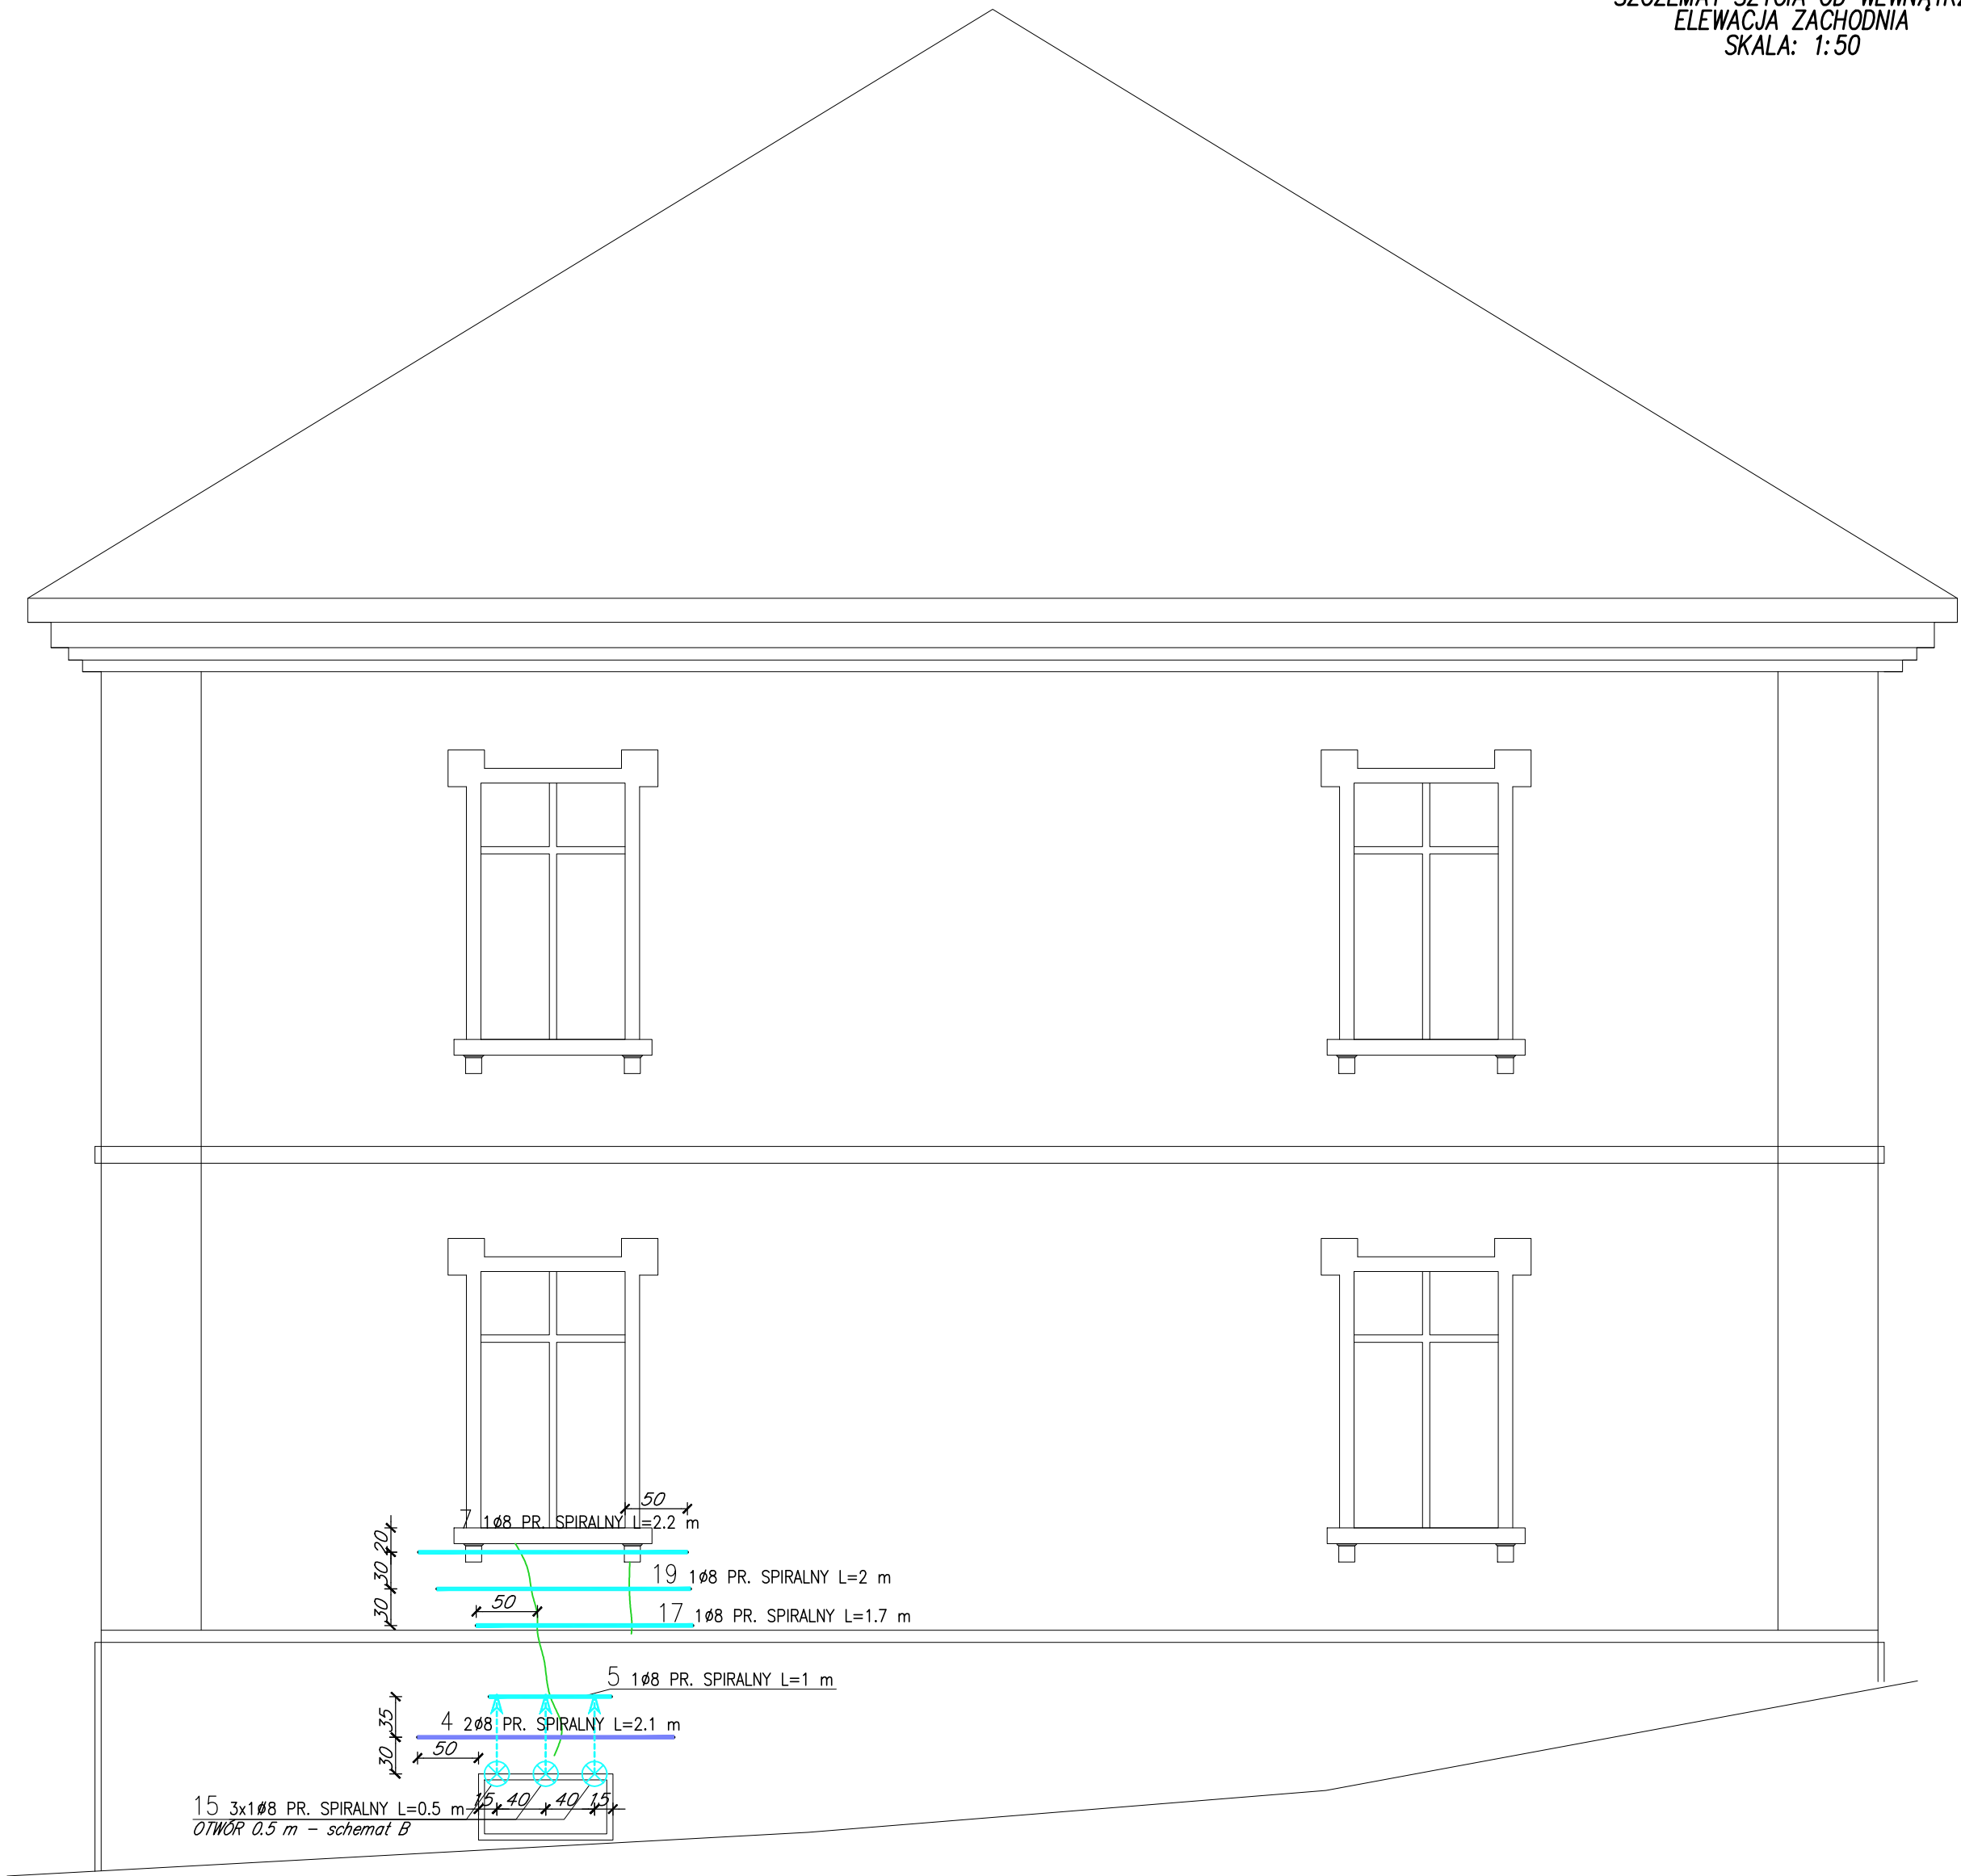 ELEWACJA ZACHODNIA
SKALA: 1:50
50
7 1ø8 PR. SPIRALNY L=2.2 m
20
30
19 1ø8 PR. SPIRALNY L=2 m
50
30
17 1ø8 PR. SPIRALNY L=1.7 m
5 1ø8 PR. SPIRALNY L=1 m
35
4 2ø8 PR. SPIRALNY L=2.1 m
50
30
15 40 40 15
15 3x1ø8 PR. SPIRALNY L=0.5 m
OTWÓR 0.5 m - schemat B